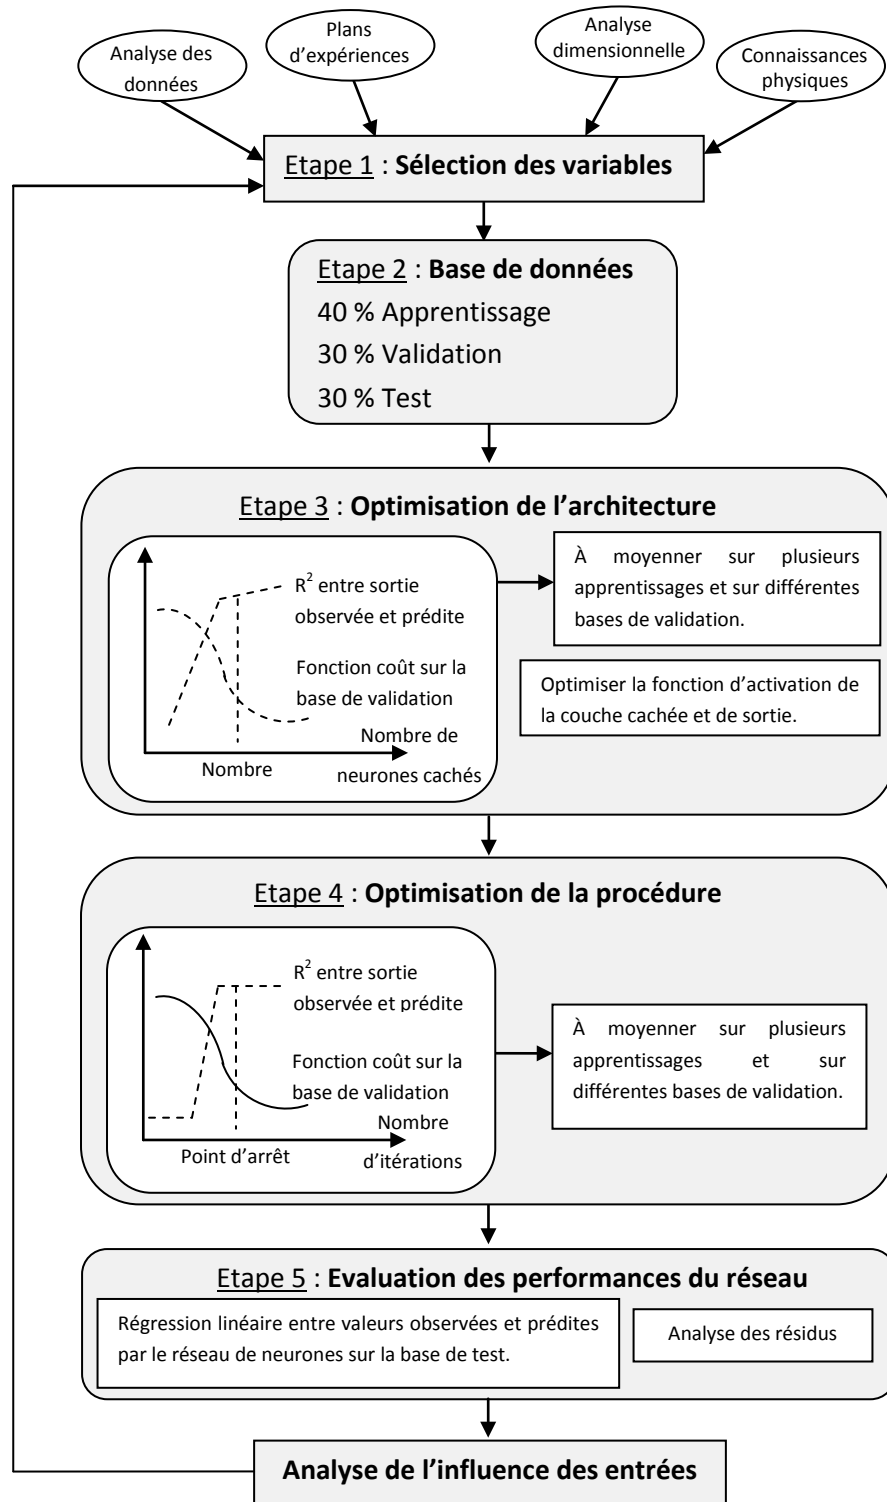 Analyse des
données
Plans
d'expériences
Analyse
dimensionnelle
Connaissances
physiques
Etape 1 : Sélection des variables
Etape 2 : Base de données
40 % Apprentissage
30 % Validation
30 % Test
Etape 3 : Optimisation de l'architecture
R² entre sortie
observée et prédite
Fonction coût sur la
base de validation
Nombre de
neurones cachés
Nombre
À moyenner sur plusieurs
apprentissages et sur différentes
bases de validation.
Optimiser la fonction d'activation de
la couche cachée et de sortie.
Etape 4 : Optimisation de la procédure
R² entre sortie
observée et prédite
Fonction coût sur la
base de validation
Nombre
d'itérations
Point d'arrêt
À moyenner sur plusieurs
apprentissages et sur
différentes bases de validation.
Etape 5 : Evaluation des performances du réseau
Régression linéaire entre valeurs observées et prédites
par le réseau de neurones sur la base de test.
Analyse des résidus
Analyse de l'influence des entrées